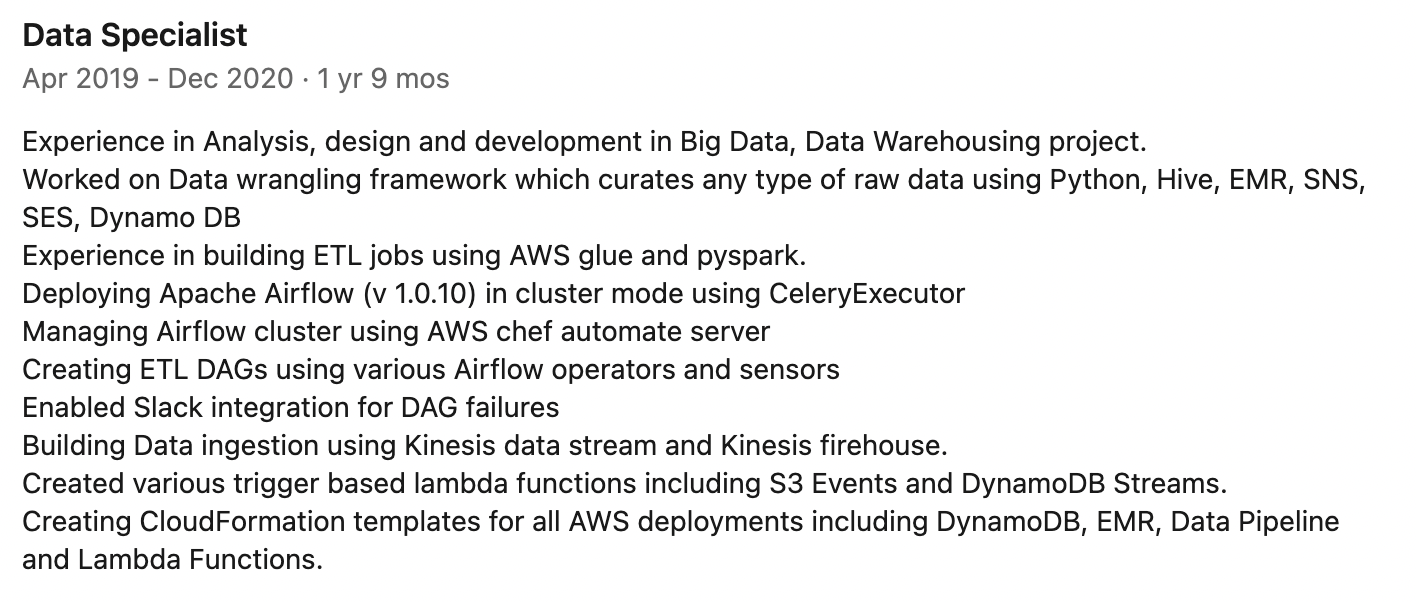 Data Specialist
Apr 2019 - Dec 2020 · 1 yr 9 mos
Experience in Analysis, design and development in Big Data, Data Warehousing project.
Worked on Data wrangling framework which curates any type of raw data using Python, Hive, EMR, SNS,
SES, Dynamo DB
Experience in building ETL jobs using AWS glue and pyspark.
Deploying Apache Airflow (v 1.0.10) in cluster mode using CeleryExecutor
Managing Airflow cluster using AWS chef automate server
Creating ETL DAGs using various Airflow operators and sensors
Enabled Slack integration for DAG failures
Building Data ingestion using Kinesis data stream and Kinesis firehouse.
Created various trigger based lambda functions including S3 Events and DynamoDB Streams.
Creating CloudFormation templates for all AWS deployments including DynamoDB, EMR, Data Pipeline
and Lambda Functions.